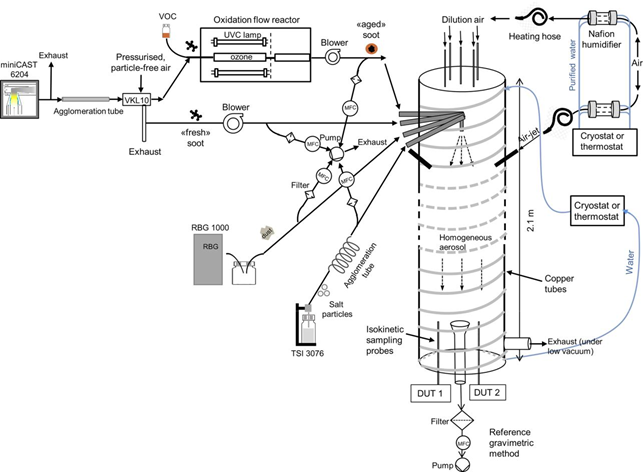 VOC
Oxidation flow reactor
UVC lamp
ozone
Blower
«aged»
soot
Dilution air
Heating hose
Nafion
humidifier
Purified water
Air
miniCAST
6204
Exhaust
Pressurised,
particle-free air
Agglomeration tube
VKL10
Exhaust
«fresh»
soot
Blower
MFC
Pump
MFC
Exhaust
MFC
MFC
Filter
Air-jet
Cryostat or
thermostat
Cryostat or
thermostat
2.1 m
Water
RBG 1000
RBG
dust
Agglomeration
tube
Salt
particles
TSI 3076
Homogeneous
aerosol
Copper
tubes
Isokinetic
sampling
probes
Exhaust (under
low vacuum)
DUT 1
DUT 2
Filter
MFC
Pump
Reference
gravimetric
method